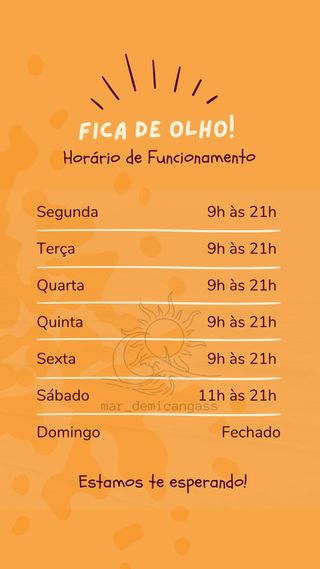 FICA DE OLHO!
Horário de Funcionamento
Segunda 9h às 21h
Terça 9h às 21h
Quarta 9h às 21h
Quinta 9h às 21h
Sexta 9h às 21h
Sábado 11h às 21h
mar_demicangass
Domingo Fechado
Estamos te esperando!